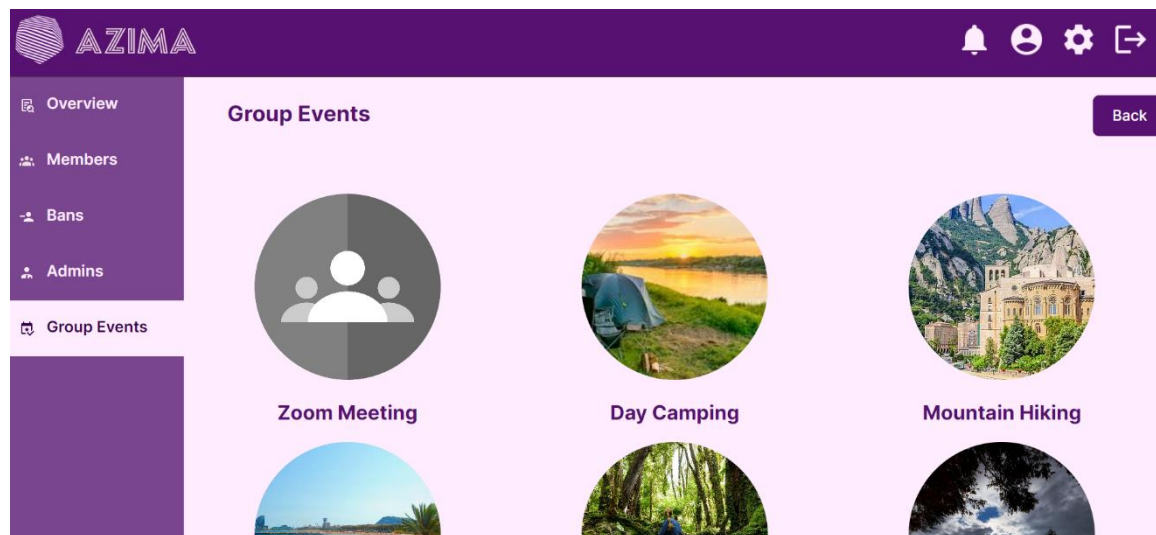 AZIMA
Overview
Members
Bans
Admins
Group Events
Group Events
Back
Zoom Meeting
Day Camping
Mountain Hiking